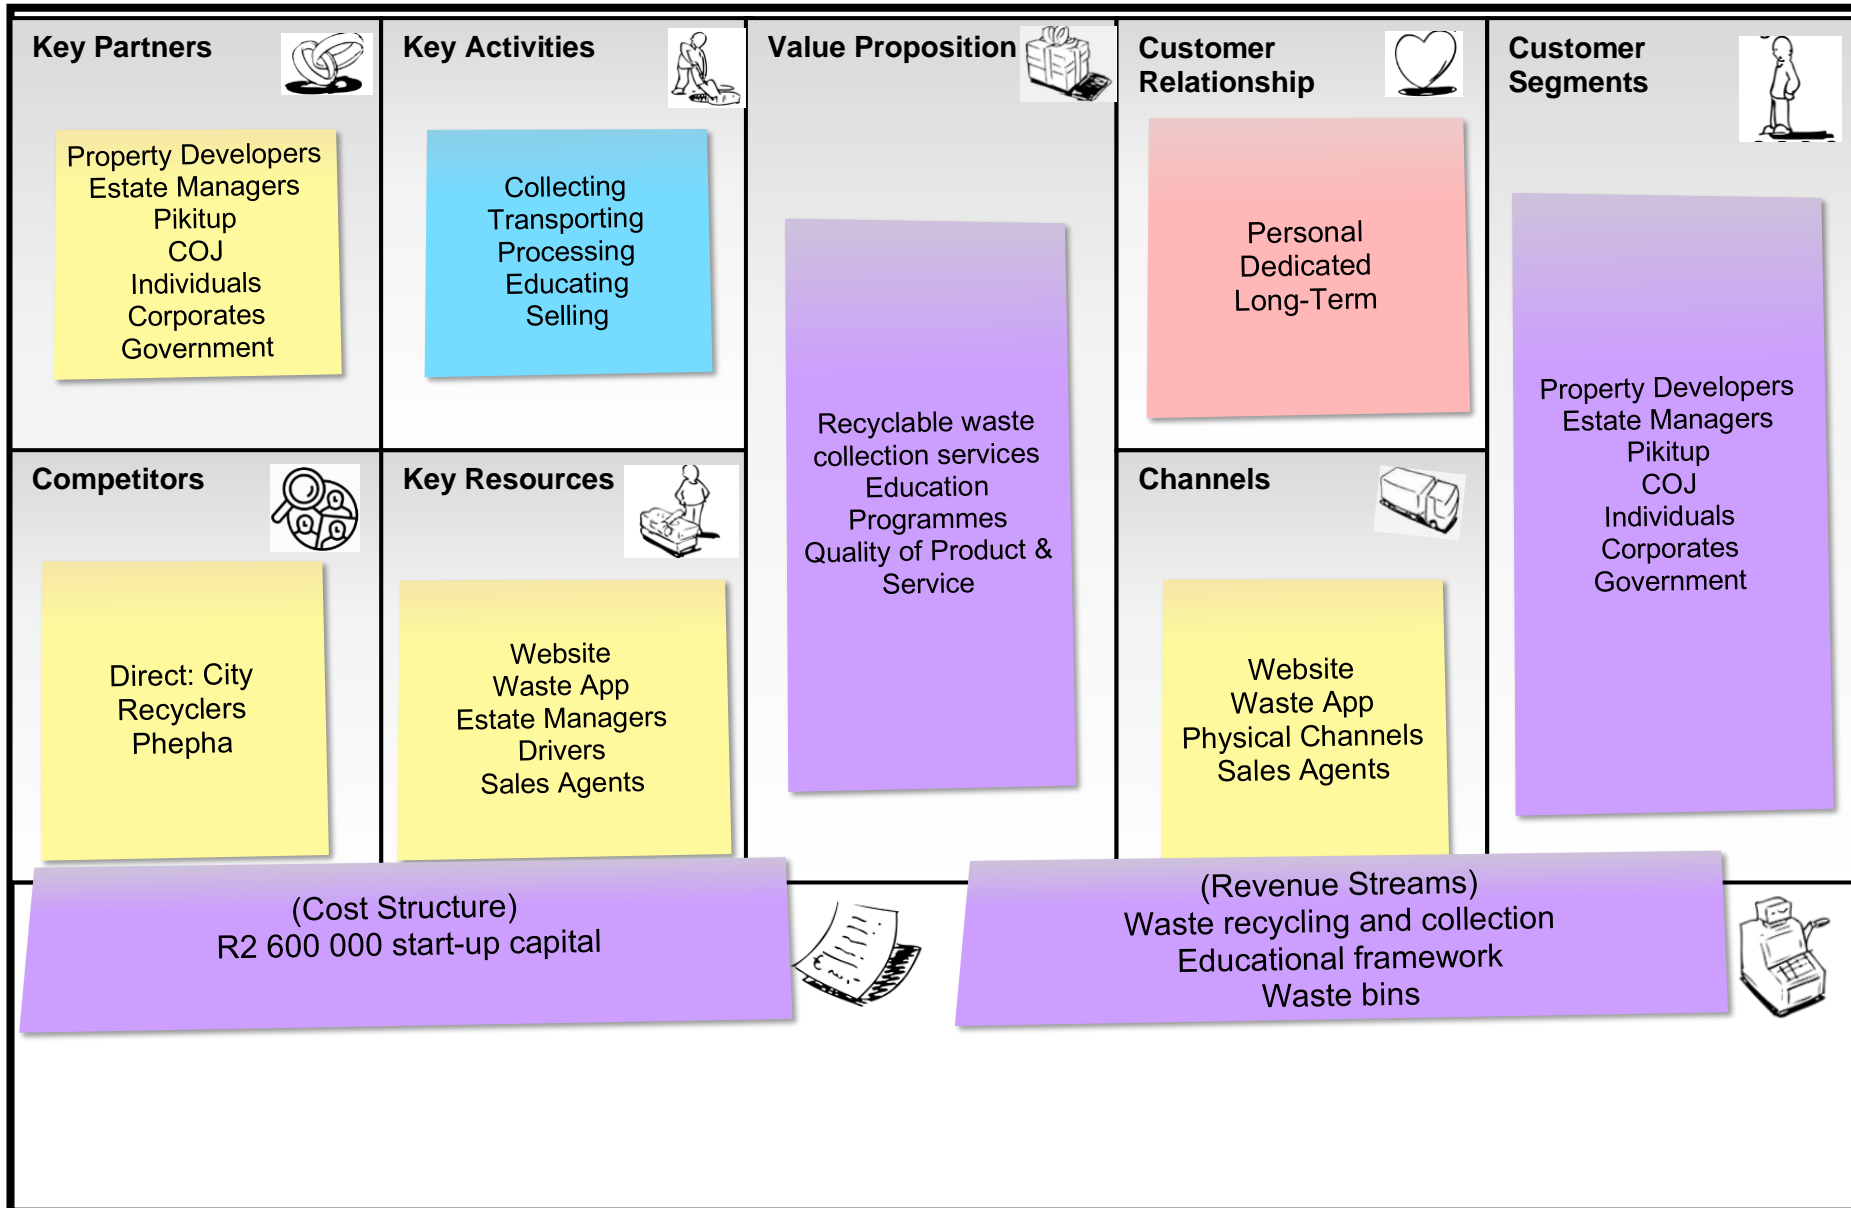 Key Partners
Property Developers
Estate Managers
Pikitup
COJ
Individuals
Corporates
Government
Key Activities
Collecting
Transporting
Processing
Educating
Selling
Value Proposition
Recyclable waste
collection services
Education
Programmes
Quality of Product &
Service
Customer
Relationship
Personal
Dedicated
Long-Term
Customer
Segments
Property Developers
Estate Managers
Pikitup
COJ
Individuals
Corporates
Government
Competitors
Direct: City
Recyclers
Phepha
Key Resources
Website
Waste App
Estate Managers
Drivers
Sales Agents
Channels
Website
Waste App
Physical Channels
Sales Agents
(Cost Structure)
R2 600 000 start-up capital
(Revenue Streams)
Waste recycling and collection
Educational framework
Waste bins